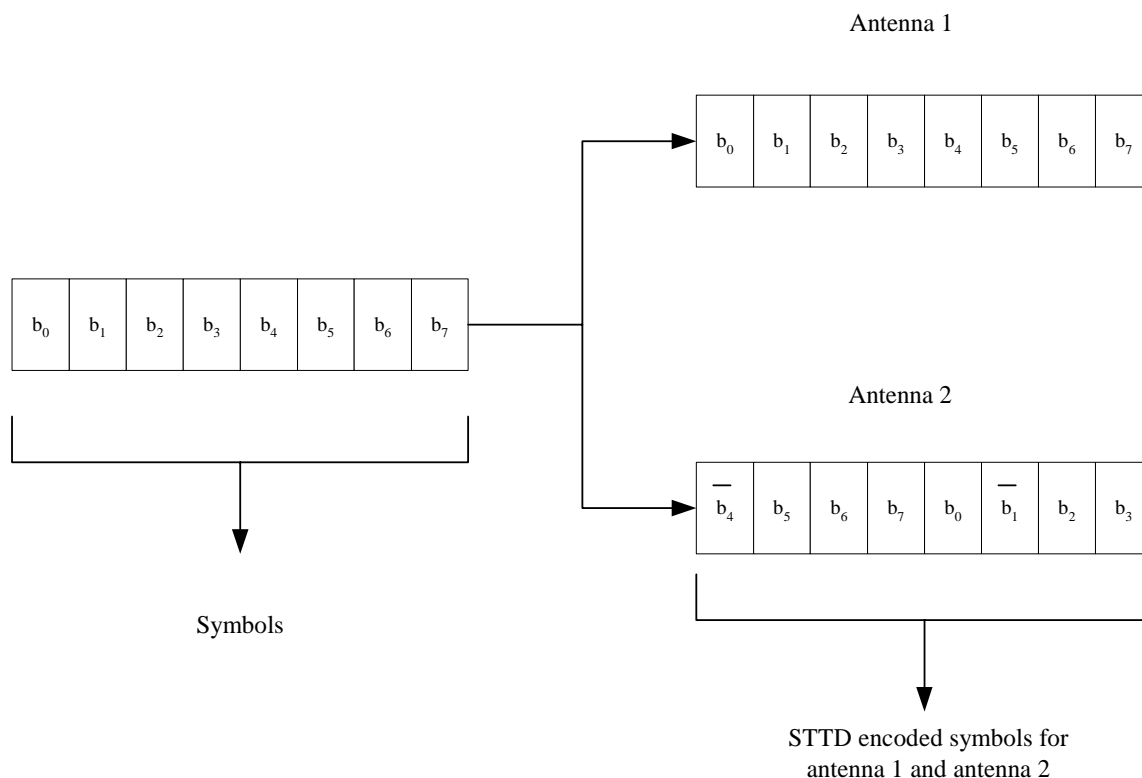 Antenna 1
b₀ b₁ b₂ b₃ b₄ b₅ b₆ b₇
b₀ b₁ b₂ b₃ b₄ b₅ b₆ b₇
Antenna 2
b̅₄ b₅ b₆ b₇ b₀ b̅₁ b₂ b₃
Symbols
STTD encoded symbols for
antenna 1 and antenna 2